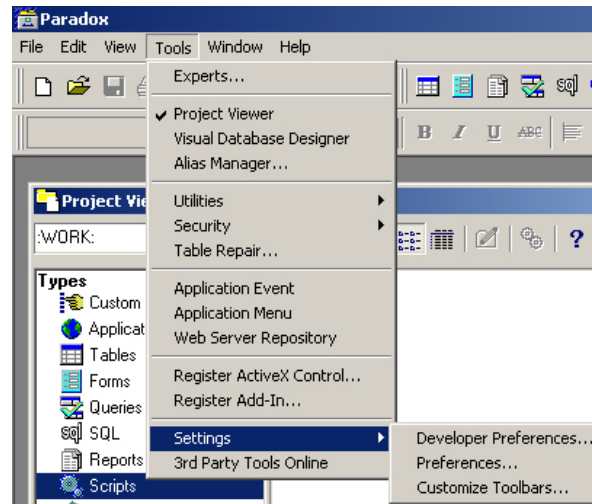 Paradox
File Edit View Tools Window Help
Experts...
Project Viewer
Visual Database Designer
Alias Manager...
Utilities
Security
Table Repair...
Application Event
Application Menu
Web Server Repository
Register ActiveX Control...
Register Add-In...
Settings
3rd Party Tools Online
Developer Preferences...
Preferences...
Customize Toolbars...
SQL
B I U ABC
Project Vie
:WORK:
?
Types
Custom
Applicat
Tables
Forms
Queries
SQL SQL
Reports
Scripts